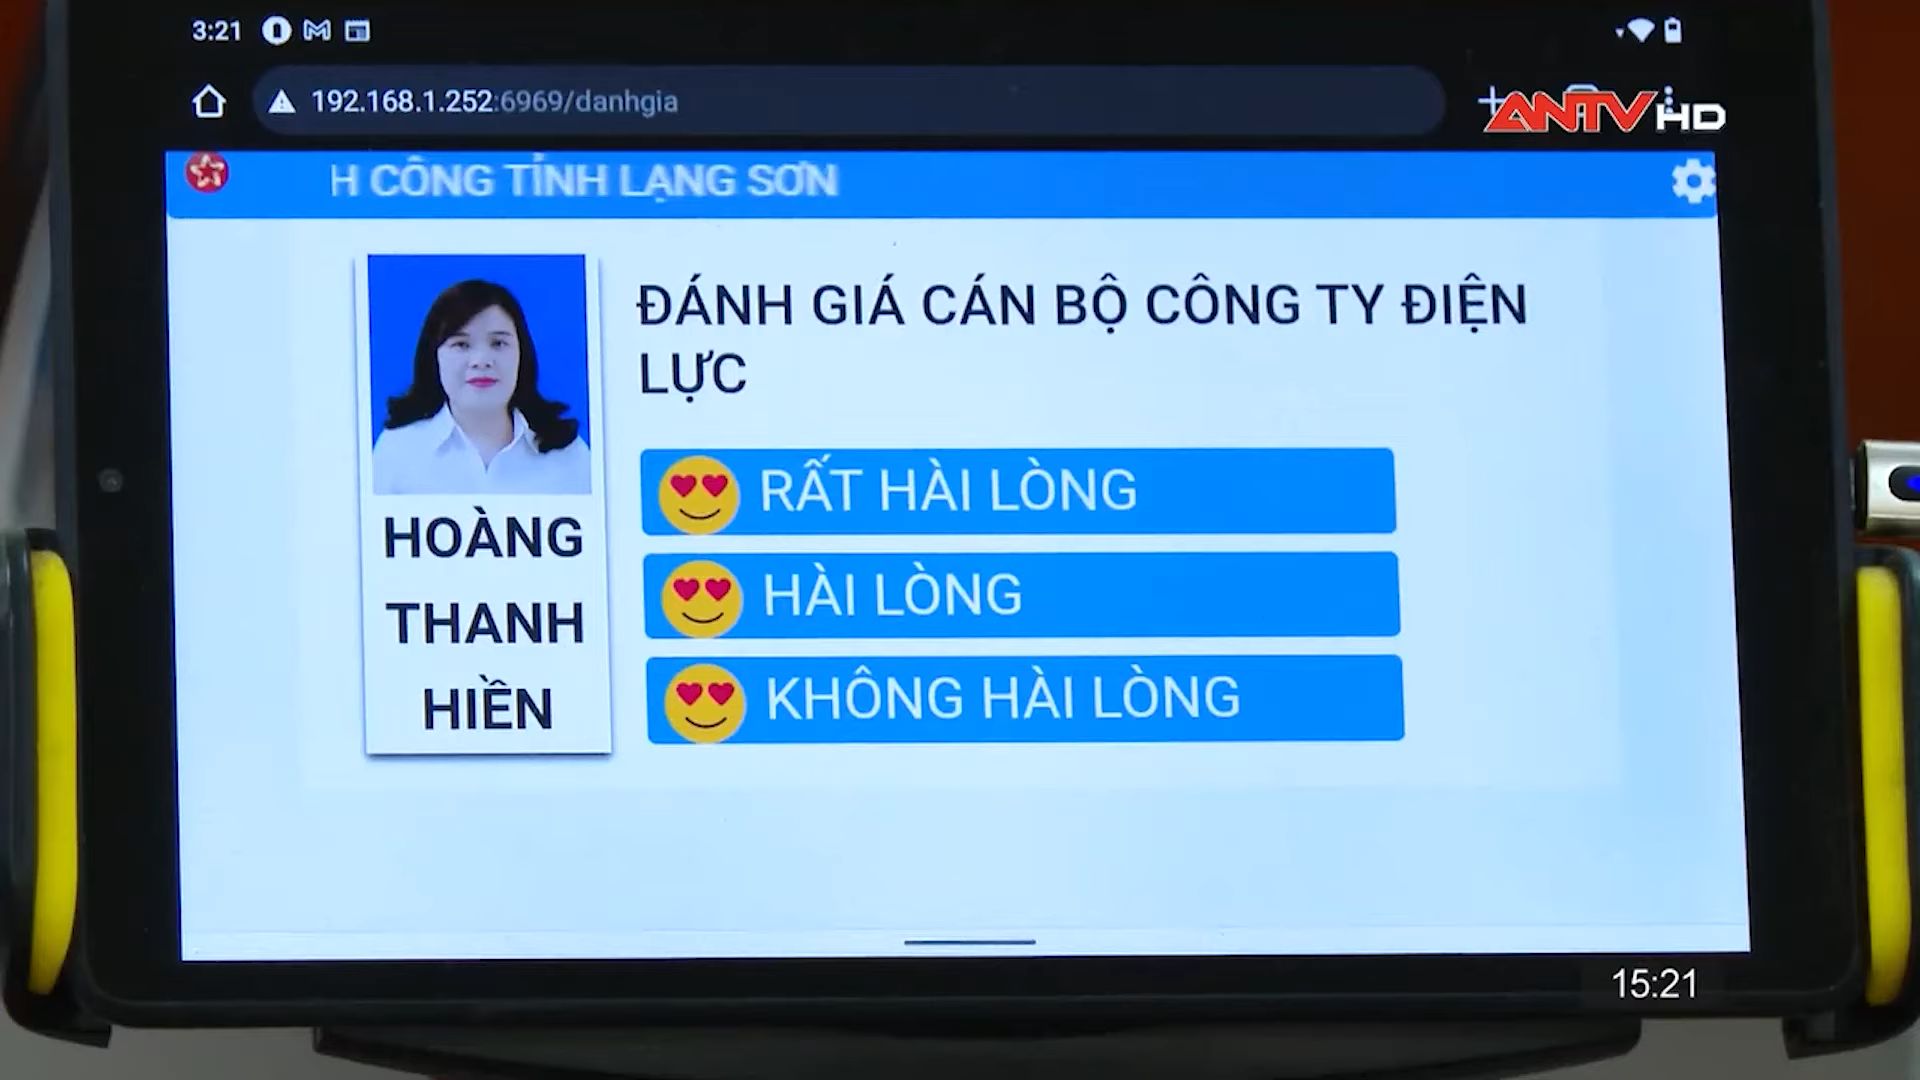 3:21
192.168.1.252:6969/danhgia
ANTV HD
H CÔNG TỈNH LẠNG SƠN
ĐÁNH GIÁ CÁN BỘ CÔNG TY ĐIỆN
LỰC
RẤT HÀI LÒNG
HÀI LÒNG
KHÔNG HÀI LÒNG
HOÀNG
THANH
HIỀN
15:21